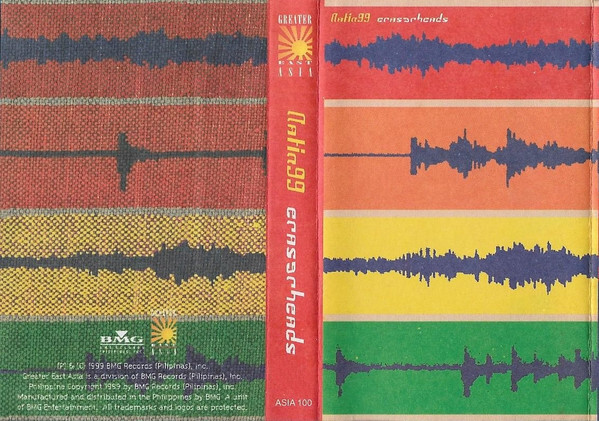 GREATER
EAST
ASIA
Natin99
eraserheads
ASIA 100
Natin99 eraserheads
BMG
(P) & (C) 1999 BMG Records (Pilipinas), Inc.
Greater East Asia is a division of BMG Records (Pilipinas), Inc.
Philippine Copyright 1999 by BMG Records (Pilipinas), Inc.
Manufactured and distributed in the Philippines by BMG. A unit
of BMG Entertainment. All trademarks and logos are protected.